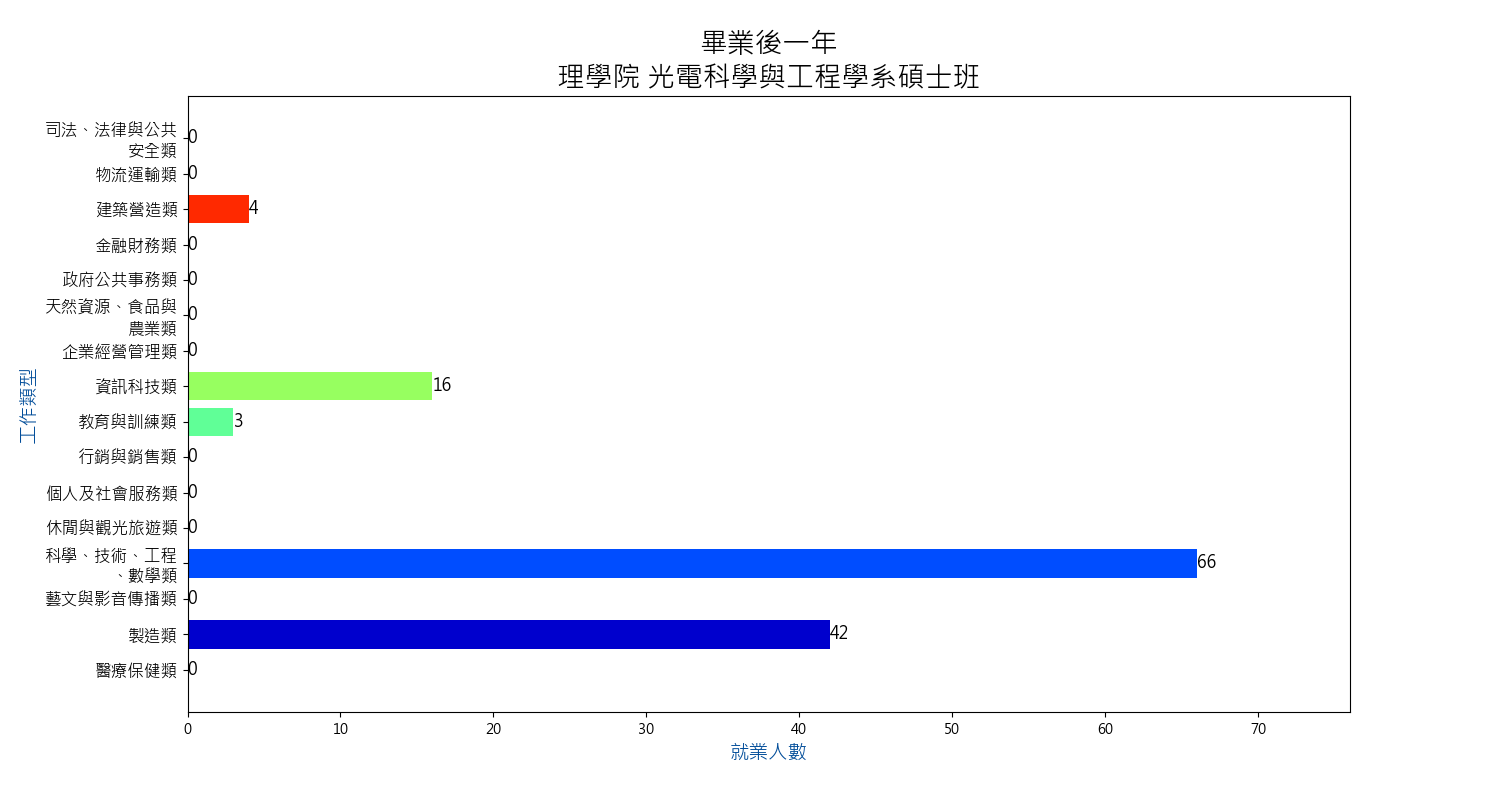 畢業後一年
理學院 光電科學與工程學系碩士班
司法、法律與公共
安全類
0
物流運輸類
0
建築營造類
4
金融財務類
0
政府公共事務類
0
天然資源、食品與
農業類
0
企業經營管理類
0
資訊科技類
16
教育與訓練類
3
行銷與銷售類
0
個人及社會服務類
0
休閒與觀光旅遊類
0
科學、技術、工程
、數學類
66
藝文與影音傳播類
0
製造類
42
醫療保健類
0
工作類型
0 10 20 30 40 50 60 70
就業人數